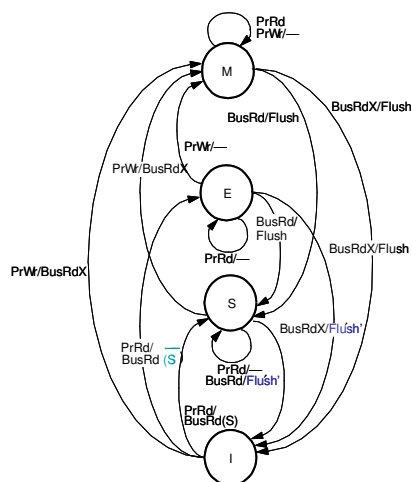 PrRd
PrWr/—
M
BusRdX/Flush
BusRd/Flush
PrWr/—
PrWr/BusRdX
E
BusRd/
Flush
BusRdX/Flush
PrRd/—
PrWr/BusRdX
S
BusRdX/Flush'
PrRd/
BusRd (S̅)
PrRd/—
BusRd/Flush'
PrRd/
BusRd(S)
I